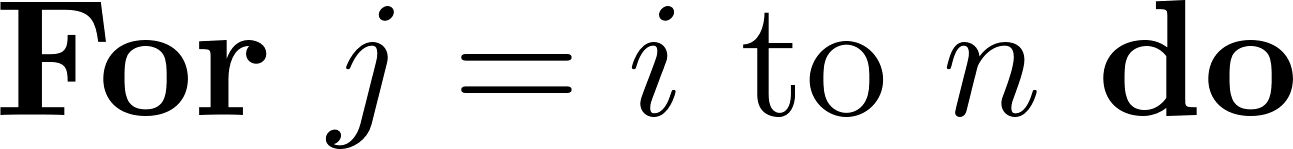 For j = i to n do